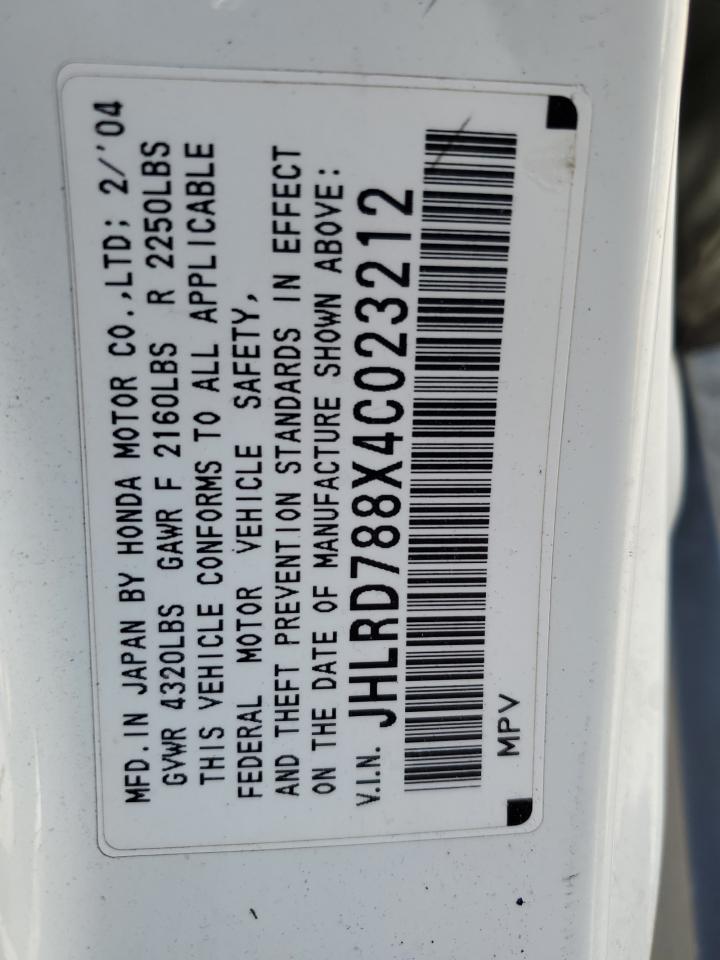 MFD. IN JAPAN BY HONDA MOTOR CO.,LTD; 2/'04
GVWR 4320LBS GAWR F 2160LBS R 2250LBS
THIS VEHICLE CONFORMS TO ALL APPLICABLE
FEDERAL MOTOR VEHICLE SAFETY,
AND THEFT PREVENTION STANDARDS IN EFFECT
ON THE DATE OF MANUFACTURE SHOWN ABOVE:
V.I.N. JHLRD788X4C023212
MPV